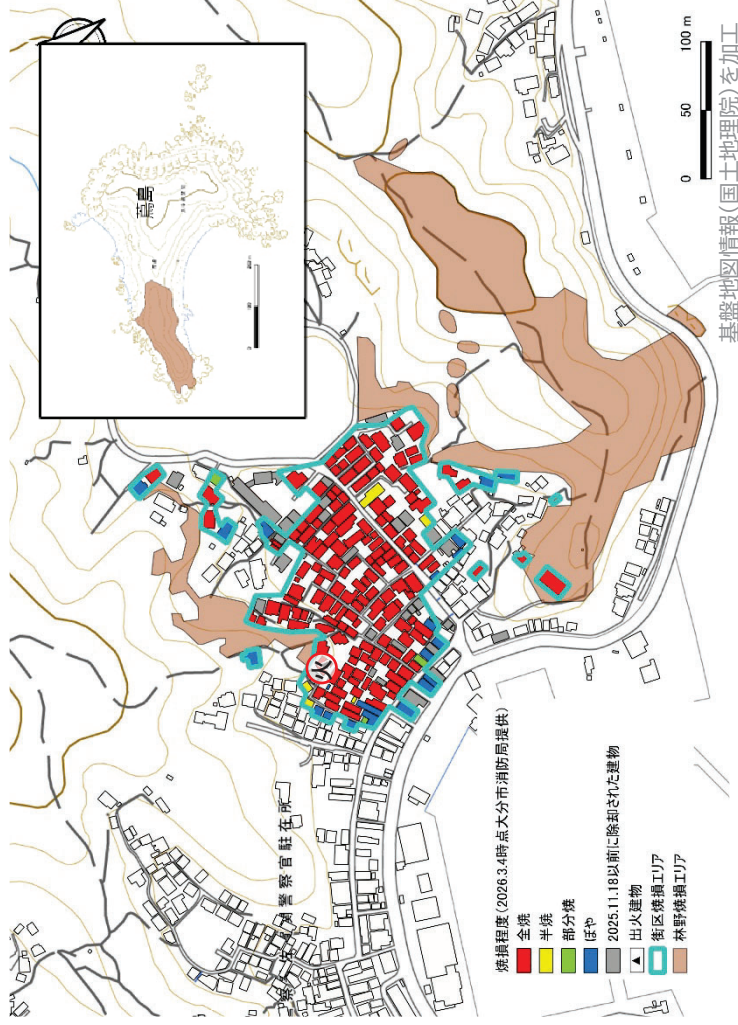 焼損程度(2026.3.4時点大分市消防局提供)
全焼
半焼
部分焼
ぼや
2025.11.18以前に除却された建物
出火建物
街区焼損エリア
林野焼損エリア
蔦島
警察官駐在所
0 50 100 m
基盤地図情報(国土地理院)を加工